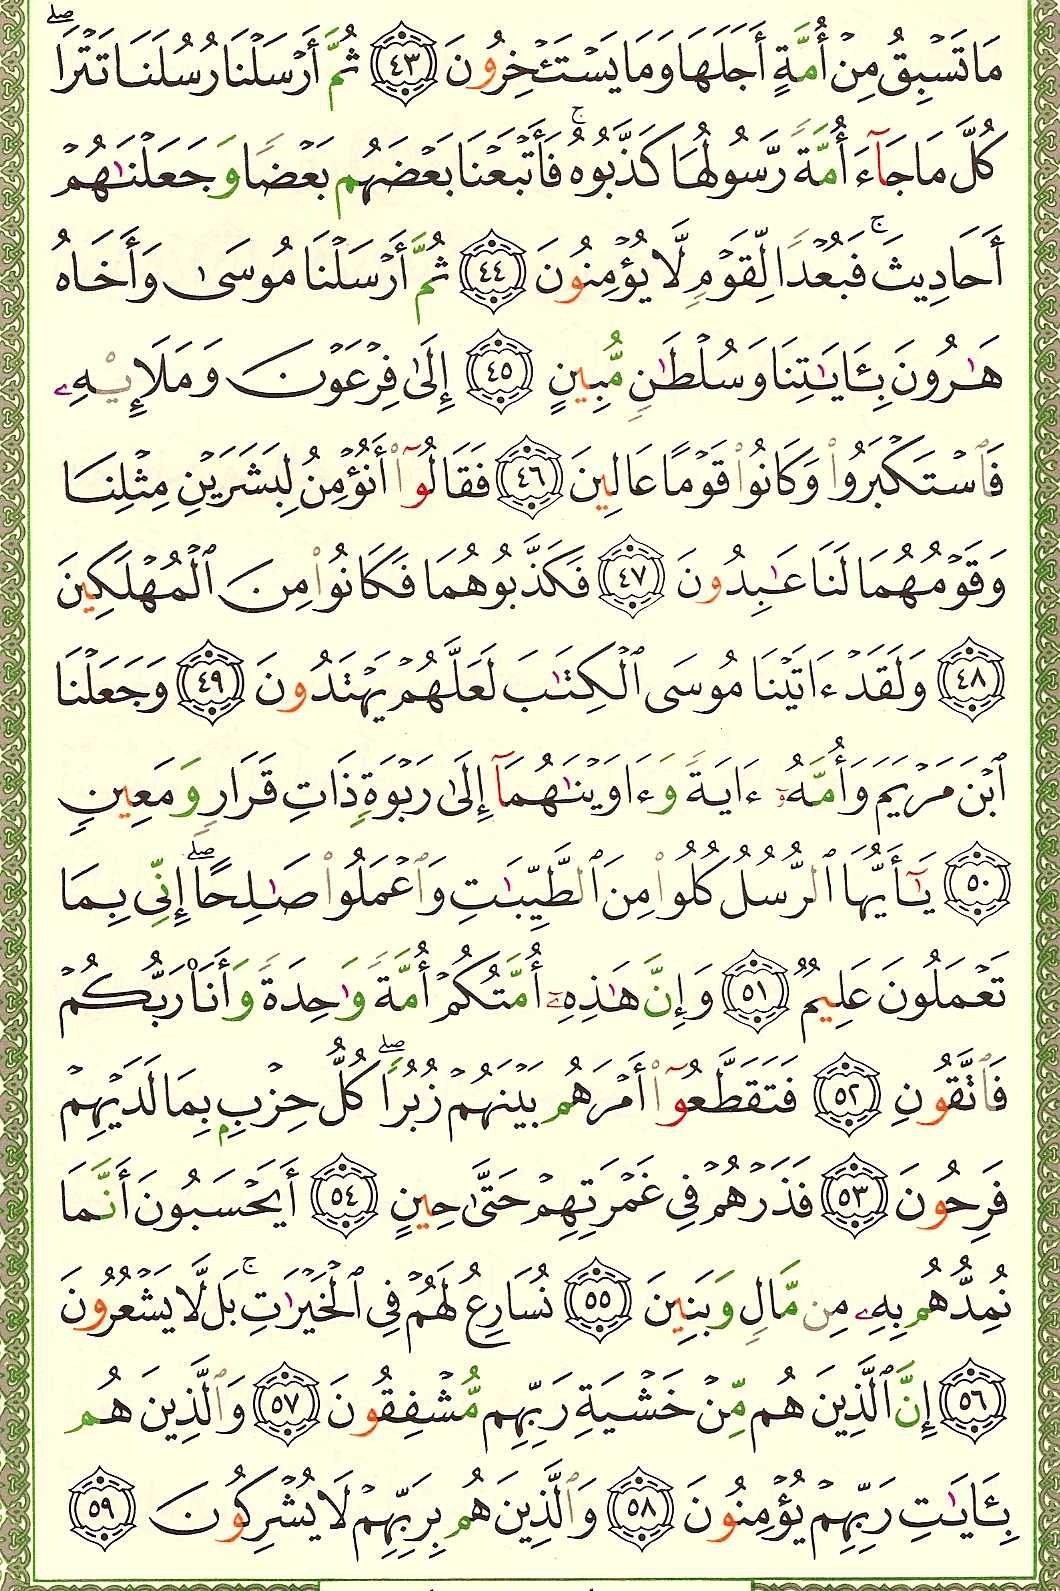 مَا تَسْبِقُ مِنْ أُمَّةٍ أَجَلَهَا وَمَا يَسْتَـْٔخِرُونَ ٤٣ ثُمَّ أَرْسَلْنَا رُسُلَنَا تَتْرَا ۖ
كُلَّ مَا جَآءَ أُمَّةً رَّسُولُهَا كَذَّبُوهُ ۚ فَأَتْبَعْنَا بَعْضَهُم بَعْضًا وَجَعَلْنَٰهُمْ
أَحَادِيثَ ۚ فَبُعْدًا لِّقَوْمٍ لَّا يُؤْمِنُونَ ٤٤ ثُمَّ أَرْسَلْنَا مُوسَىٰ وَأَخَاهُ
هَٰرُونَ بِـَٔايَٰتِنَا وَسُلْطَٰنٍ مُّبِينٍ ٤٥ إِلَىٰ فِرْعَوْنَ وَمَلَإِي۟هِۦ
فَٱسْتَكْبَرُوا۟ وَكَانُوا۟ قَوْمًا عَالِينَ ٤٦ فَقَالُوٓا۟ أَنُؤْمِنُ لِبَشَرَيْنِ مِثْلِنَا
وَقَوْمُهُمَا لَنَا عَٰبِدُونَ ٤٧ فَكَذَّبُوهُمَا فَكَانُوا۟ مِنَ ٱلْمُهْلَكِينَ
٤٨ وَلَقَدْ ءَاتَيْنَا مُوسَى ٱلْكِتَٰبَ لَعَلَّهُمْ يَهْتَدُونَ ٤٩ وَجَعَلْنَا
ٱبْنَ مَرْيَمَ وَأُمَّهُۥٓ ءَايَةً وَءَاوَيْنَٰهُمَآ إِلَىٰ رَبْوَةٍ ذَاتِ قَرَارٍ وَمَعِينٍ
٥٠ يَٰٓأَيُّهَا ٱلرُّسُلُ كُلُوا۟ مِنَ ٱلطَّيِّبَٰتِ وَٱعْمَلُوا۟ صَٰلِحًا ۖ إِنِّى بِمَا
تَعْمَلُونَ عَلِيمٌ ٥١ وَإِنَّ هَٰذِهِۦٓ أُمَّتُكُمْ أُمَّةً وَٰحِدَةً وَأَنَا۠ رَبُّكُمْ
فَٱتَّقُونِ ٥٢ فَتَقَطَّعُوٓا۟ أَمْرَهُم بَيْنَهُمْ زُبُرًا ۖ كُلُّ حِزْبٍۭ بِمَا لَدَيْهِمْ
فَرِحُونَ ٥٣ فَذَرْهُمْ فِى غَمْرَتِهِمْ حَتَّىٰ حِينٍ ٥٤ أَيَحْسَبُونَ أَنَّمَا
نُمِدُّهُم بِهِۦ مِن مَّالٍ وَبَنِينَ ٥٥ نُسَارِعُ لَهُمْ فِى ٱلْخَيْرَٰتِ ۚ بَل لَّا يَشْعُرُونَ
٥٦ إِنَّ ٱلَّذِينَ هُم مِّنْ خَشْيَةِ رَبِّهِم مُّشْفِقُونَ ٥٧ وَٱلَّذِينَ هُم
بِـَٔايَٰتِ رَبِّهِمْ يُؤْمِنُونَ ٥٨ وَٱلَّذِينَ هُم بِرَبِّهِمْ لَا يُشْرِكُونَ ٥٩